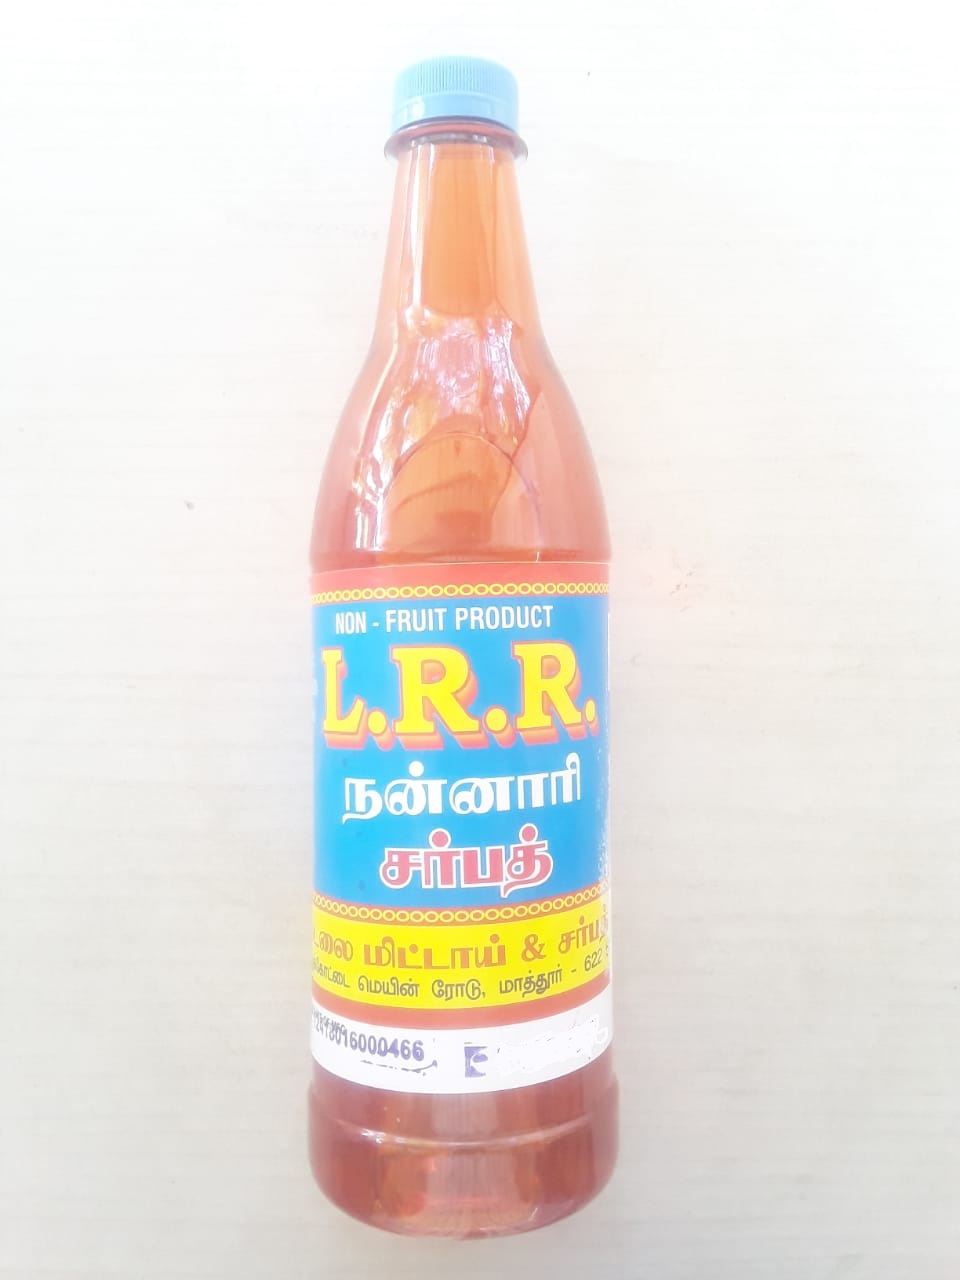 NON - FRUIT PRODUCT
L.R.R.
நன்னாரி
சர்பத்
மிட்டாய் & சர்பத்
மெயின் ரோடு, மாத்தூர் - 622
16000466